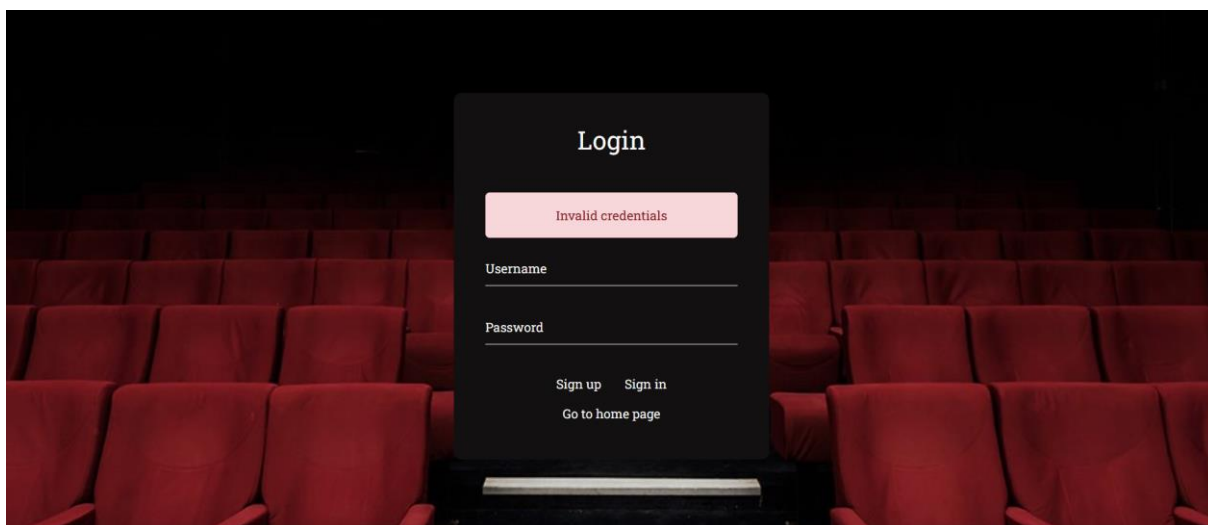 Login
Invalid credentials
Username
Password
Sign up Sign in
Go to home page